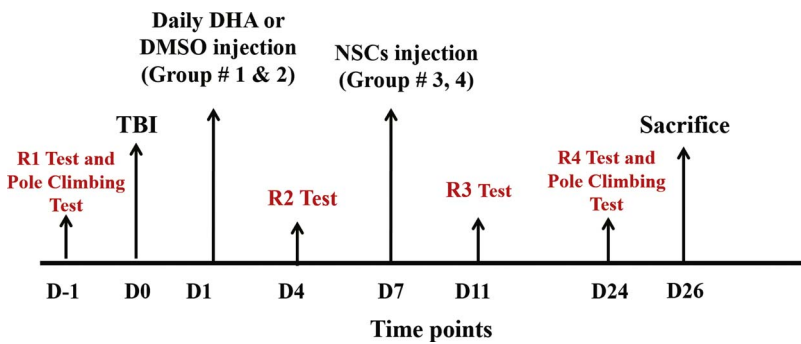 Daily DHA or
DMSO injection
(Group # 1 & 2)
NSCs injection
(Group # 3, 4)
TBI
Sacrifice
R1 Test and
Pole Climbing
Test
R2 Test
R3 Test
R4 Test and
Pole Climbing
Test
D-1 D0 D1 D4 D7 D11 D24 D26
Time points